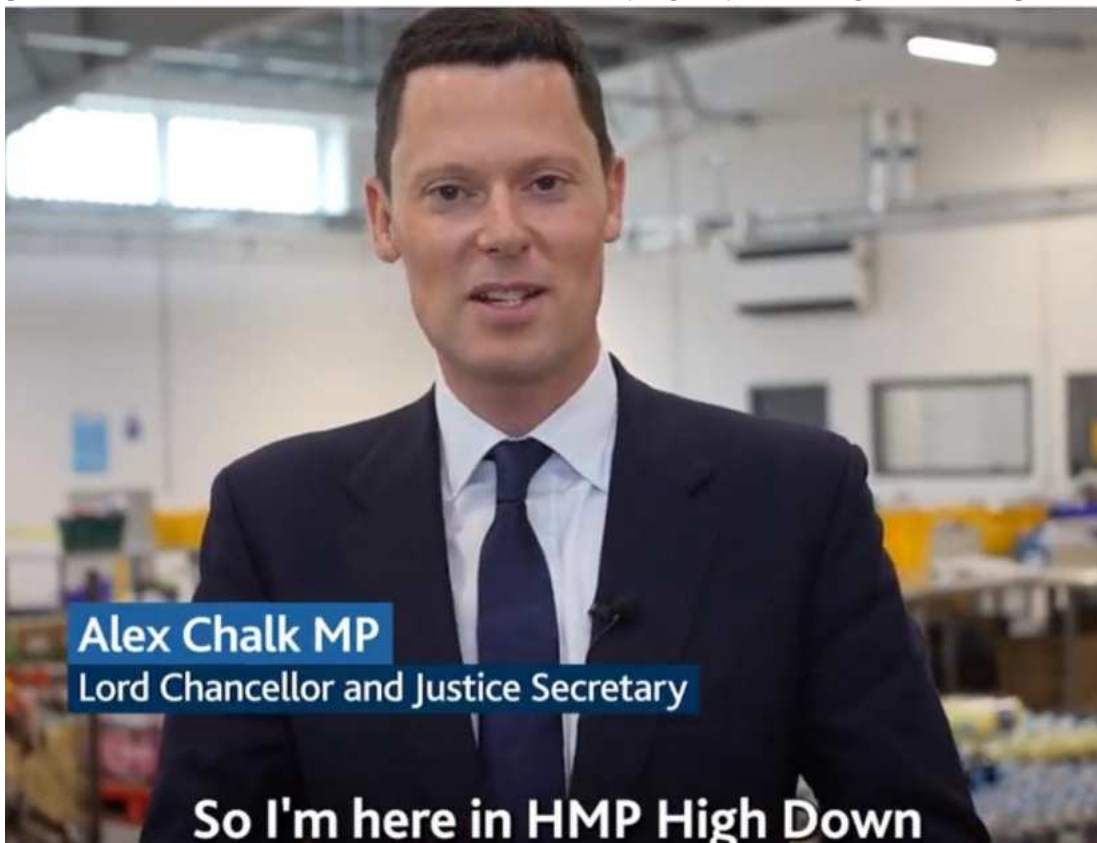 Alex Chalk MP
Lord Chancellor and Justice Secretary
So I'm here in HMP High Down